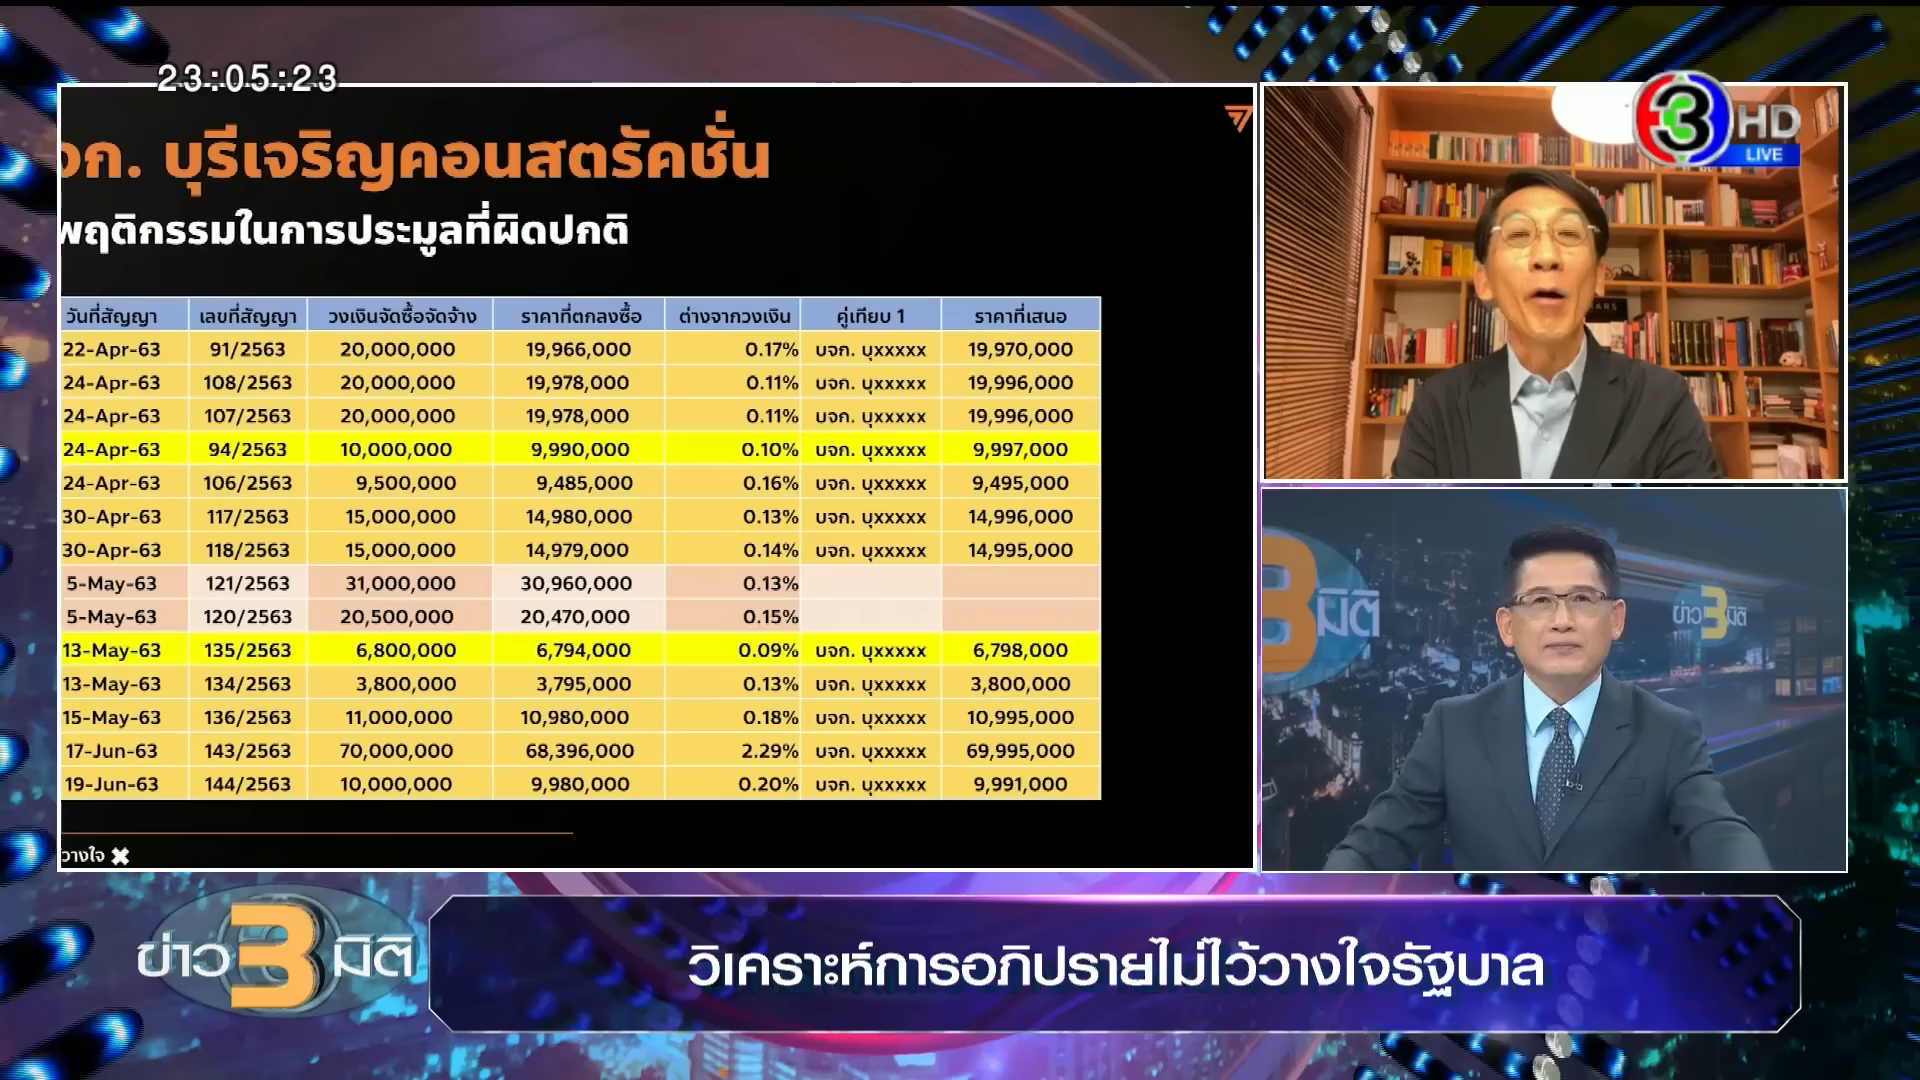 23:05:23
จก. บุรีเจริญคอนสตรัคชั่น
พฤติกรรมในการประมูลที่ผิดปกติ
วันที่สัญญา เลขที่สัญญา วงเงินจัดซื้อจัดจ้าง ราคาที่ตกลงซื้อ ต่างจากวงเงิน คู่เทียบ 1 ราคาที่เสนอ
22-Apr-63 91/2563 20,000,000 19,966,000 0.17% บจก. บุxxxxx 19,970,000
24-Apr-63 108/2563 20,000,000 19,978,000 0.11% บจก. บุxxxxx 19,996,000
24-Apr-63 107/2563 20,000,000 19,978,000 0.11% บจก. บุxxxxx 19,996,000
24-Apr-63 94/2563 10,000,000 9,990,000 0.10% บจก. บุxxxxx 9,997,000
24-Apr-63 106/2563 9,500,000 9,485,000 0.16% บจก. บุxxxxx 9,495,000
30-Apr-63 117/2563 15,000,000 14,980,000 0.13% บจก. บุxxxxx 14,996,000
30-Apr-63 118/2563 15,000,000 14,979,000 0.14% บจก. บุxxxxx 14,995,000
5-May-63 121/2563 31,000,000 30,960,000 0.13%
5-May-63 120/2563 20,500,000 20,470,000 0.15%
13-May-63 135/2563 6,800,000 6,794,000 0.09% บจก. บุxxxxx 6,798,000
13-May-63 134/2563 3,800,000 3,795,000 0.13% บจก. บุxxxxx 3,800,000
15-May-63 136/2563 11,000,000 10,980,000 0.18% บจก. บุxxxxx 10,995,000
17-Jun-63 143/2563 70,000,000 68,396,000 2.29% บจก. บุxxxxx 69,995,000
19-Jun-63 144/2563 10,000,000 9,980,000 0.20% บจก. บุxxxxx 9,991,000
วางใจ
3 HD
LIVE
3 มิติ
ข่าว 3 มิติ
ข่าว 3 มิติ
วิเคราะห์การอภิปรายไม่ไว้วางใจรัฐบาล